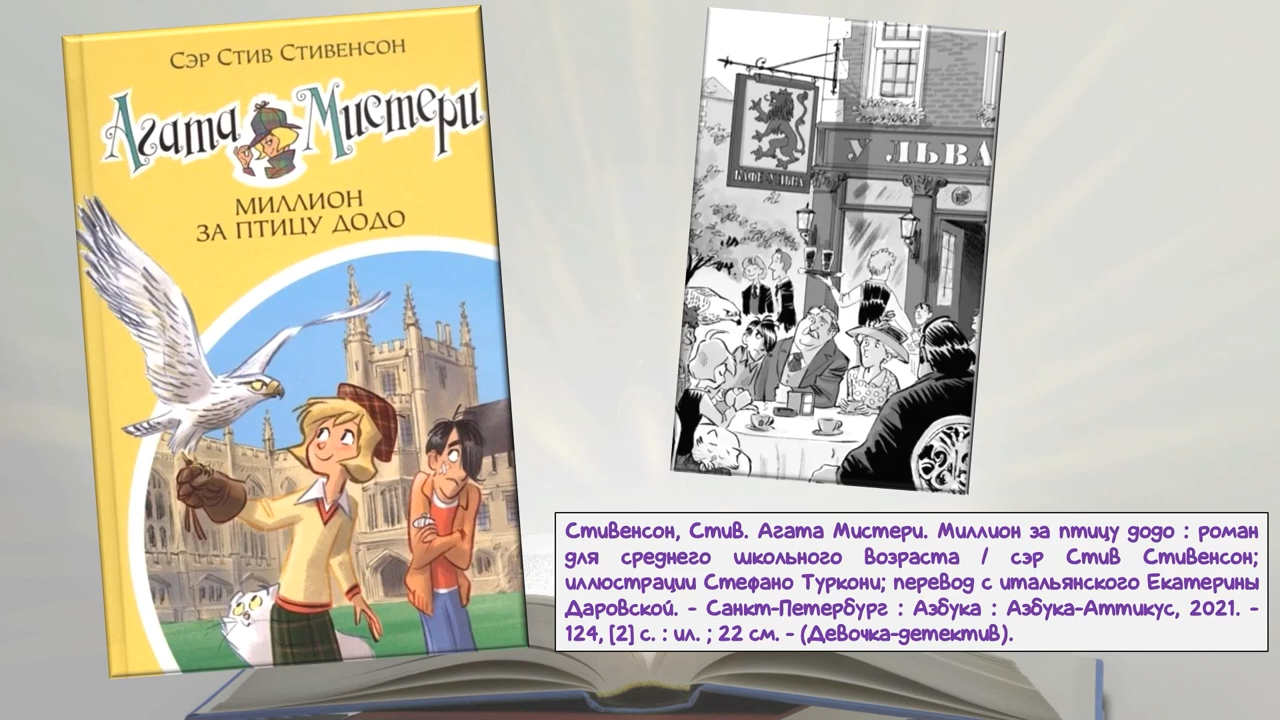 Сэр Стив Стивенсон
Агата Мистери
МИЛЛИОН
ЗА ПТИЦУ ДОДО
У ЛЬВА
КАФЕ У ЛЬВА
Стивенсон, Стив. Агата Мистери. Миллион за птицу додо : роман
для среднего школьного возраста / сэр Стив Стивенсон;
иллюстрации Стефано Туркони; перевод с итальянского Екатерины
Даровской. - Санкт-Петербург : Азбука : Азбука-Аттикус, 2021. -
124, [2] с. : ил. ; 22 см. - (Девочка-детектив).